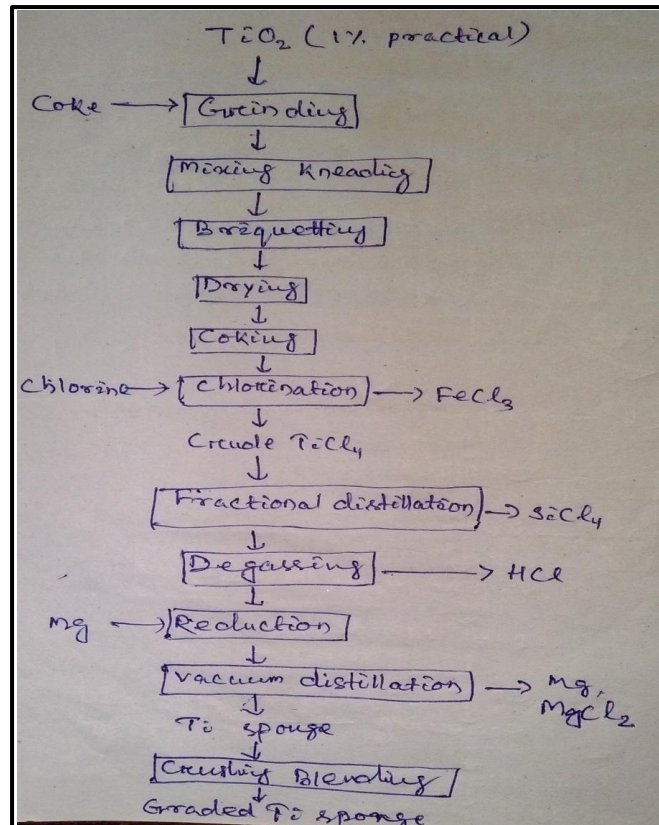 TiO2 (1% practical)
Coke → Grinding
Mixing Kneading
Briquetting
Drying
Coking
Chlorine → Chlorination → FeCl3
Crude TiCl4
Fractional distillation → SiCl4
Degassing → HCl
Mg → Reduction
Vacuum distillation → Mg,
MgCl2
Ti sponge
Crushing Blending
Graded Ti sponge